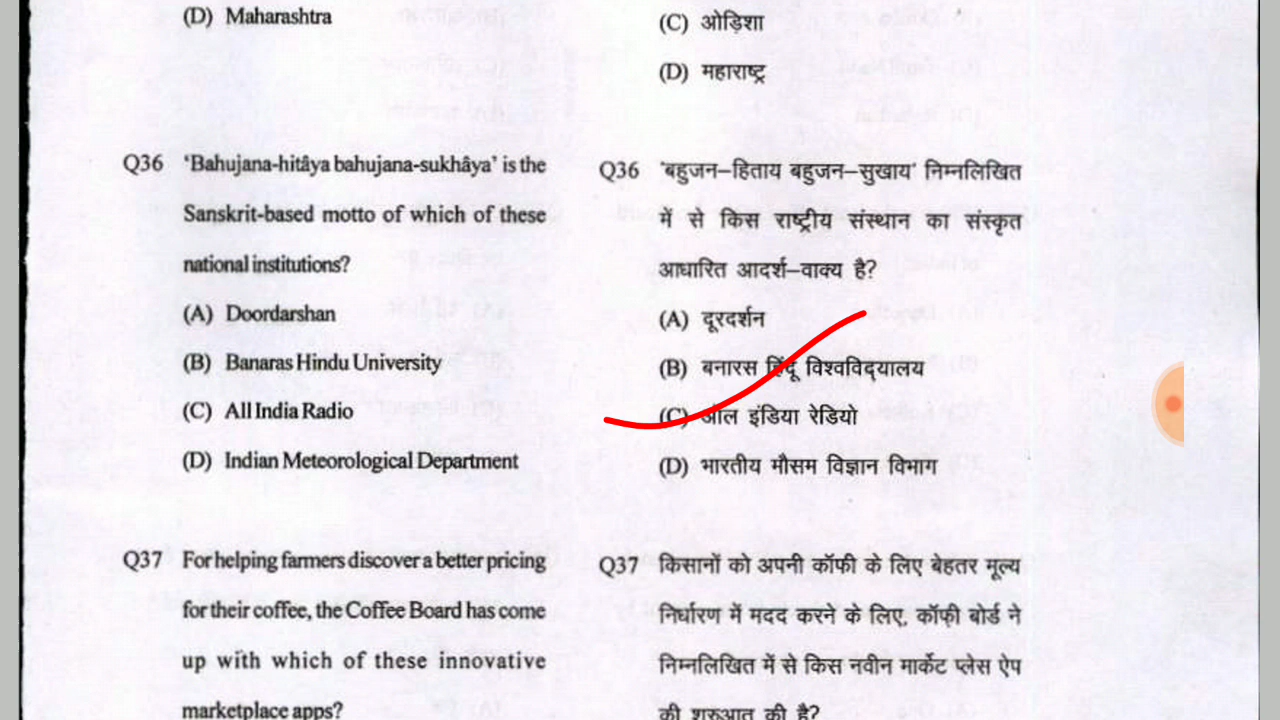 (D) Maharashtra
Q36 ‘Bahujana-hitâya bahujana-sukhâya’ is the
Sanskrit-based motto of which of these
national institutions?
(A) Doordarshan
(B) Banaras Hindu University
(C) All India Radio
(D) Indian Meteorological Department
Q37 For helping farmers discover a better pricing
for their coffee, the Coffee Board has come
up with which of these innovative
marketplace apps?
(C) ओड़िशा
(D) महाराष्ट्र
Q36 'बहुजन–हिताय बहुजन–सुखाय' निम्नलिखित
में से किस राष्ट्रीय संस्थान का संस्कृत
आधारित आदर्श–वाक्य है?
(A) दूरदर्शन
(B) बनारस हिंदू विश्वविद्यालय
(C) ऑल इंडिया रेडियो
(D) भारतीय मौसम विज्ञान विभाग
Q37 किसानों को अपनी कॉफी के लिए बेहतर मूल्य
निर्धारण में मदद करने के लिए, कॉफ़ी बोर्ड ने
निम्नलिखित में से किस नवीन मार्केट प्लेस ऐप
की शुरुआत की है?